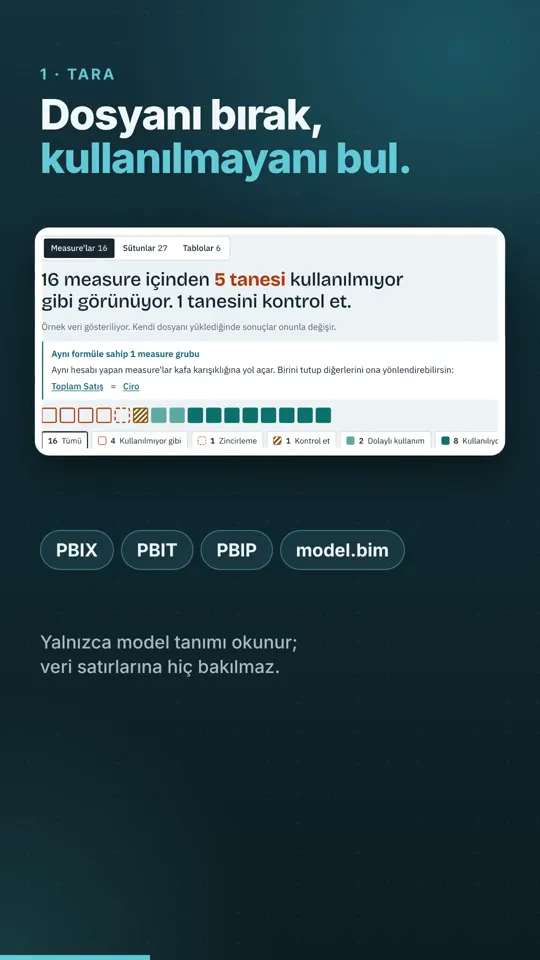 1 · TARA
Dosyanı bırak,
kullanılmayanı bul.
Measure'lar 16 Sütunlar 27 Tablolar 6
16 measure içinden 5 tanesi kullanılmıyor
gibi görünüyor. 1 tanesini kontrol et.
Örnek veri gösteriliyor. Kendi dosyanı yüklediğinde sonuçlar onunla değişir.
Aynı formüle sahip 1 measure grubu
Aynı hesabı yapan measure'lar kafa karışıklığına yol açar. Birini tutup diğerlerini ona yönlendirebilirsin:
Toplam Satış = Ciro
16 Tümü 4 Kullanılmıyor gibi 1 Zincirleme 1 Kontrol et 2 Dolaylı kullanım 8
PBIX PBIT PBIP model.bim
Yalnızca model tanımı okunur;
veri satırlarına hiç bakılmaz.